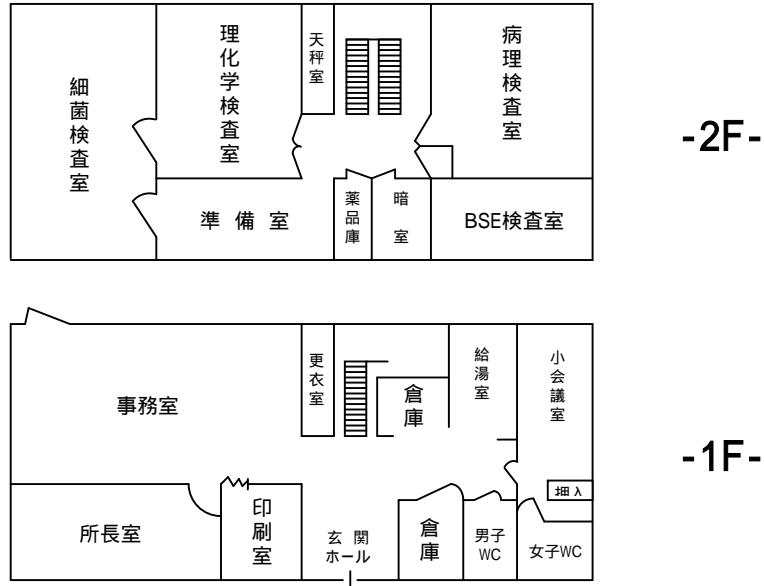 細菌検査室
理化学検査室
天秤室
病理検査室
-2F-
準備室
薬品庫
暗室
BSE検査室
事務室
更衣室
倉庫
給湯室
小会議室
-1F-
押入
所長室
印刷室
玄関
ホール
倉庫
男子
WC
女子WC